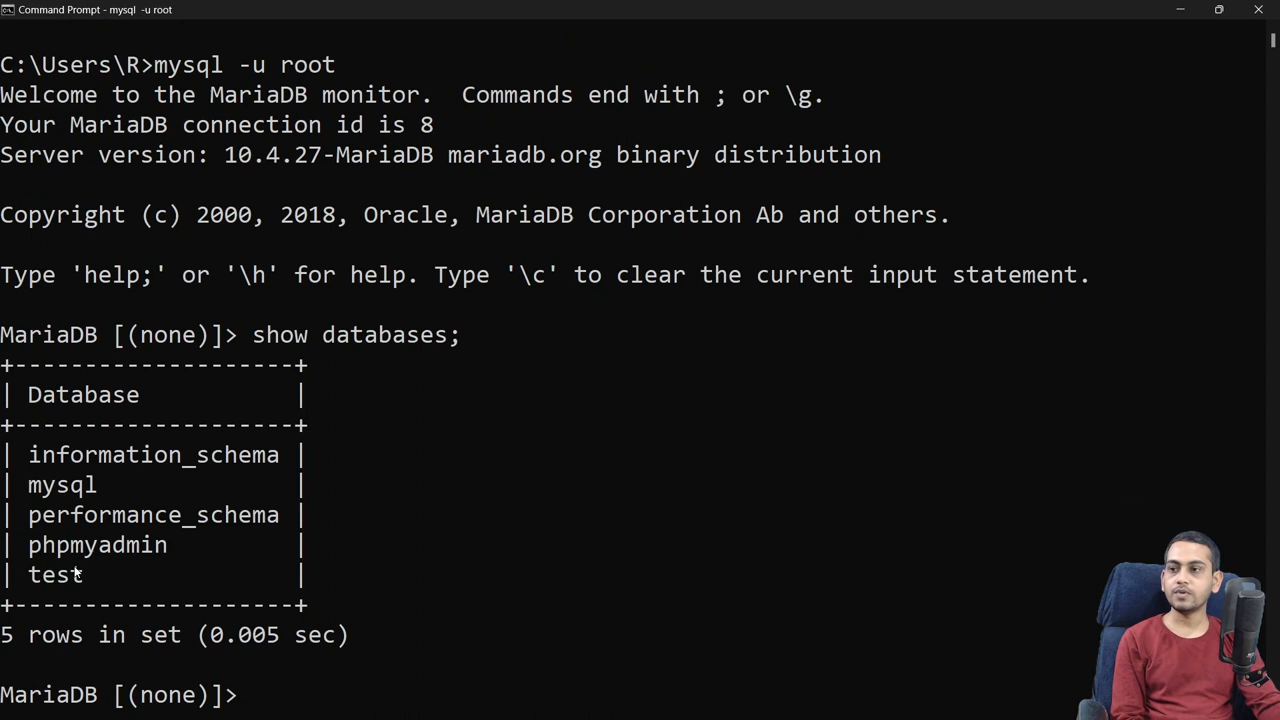 Command Prompt - mysql -u root
C:\Users\R>mysql -u root
Welcome to the MariaDB monitor.  Commands end with ; or \g.
Your MariaDB connection id is 8
Server version: 10.4.27-MariaDB mariadb.org binary distribution
Copyright (c) 2000, 2018, Oracle, MariaDB Corporation Ab and others.
Type 'help;' or '\h' for help. Type '\c' to clear the current input statement.
MariaDB [(none)]> show databases;
+--------------------+
| Database           |
+--------------------+
| information_schema |
| mysql              |
| performance_schema |
| phpmyadmin         |
| test               |
+--------------------+
5 rows in set (0.005 sec)
MariaDB [(none)]>